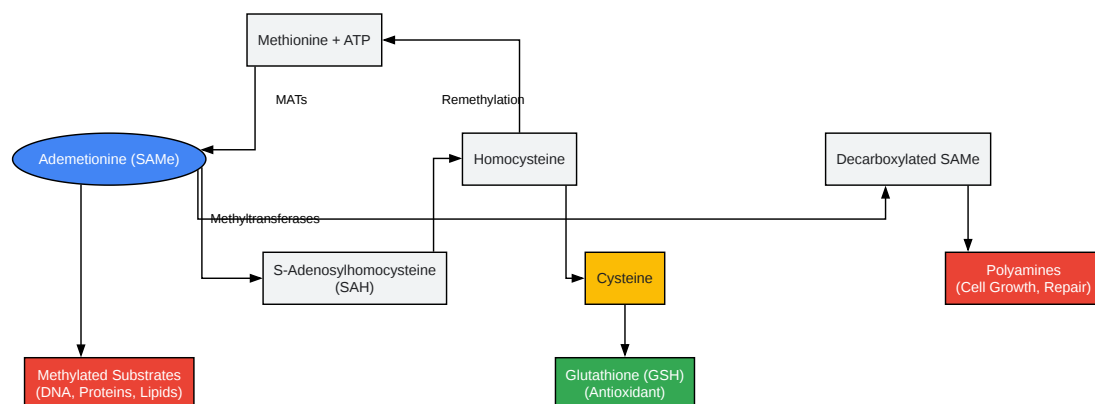 Methionine + ATP
MATs
Remethylation
Ademetionine (SAMe)
Homocysteine
Decarboxylated SAMe
Methyltransferases
S-Adenosylhomocysteine
(SAH)
Cysteine
Polyamines
(Cell Growth, Repair)
Methylated Substrates
(DNA, Proteins, Lipids)
Glutathione (GSH)
(Antioxidant)